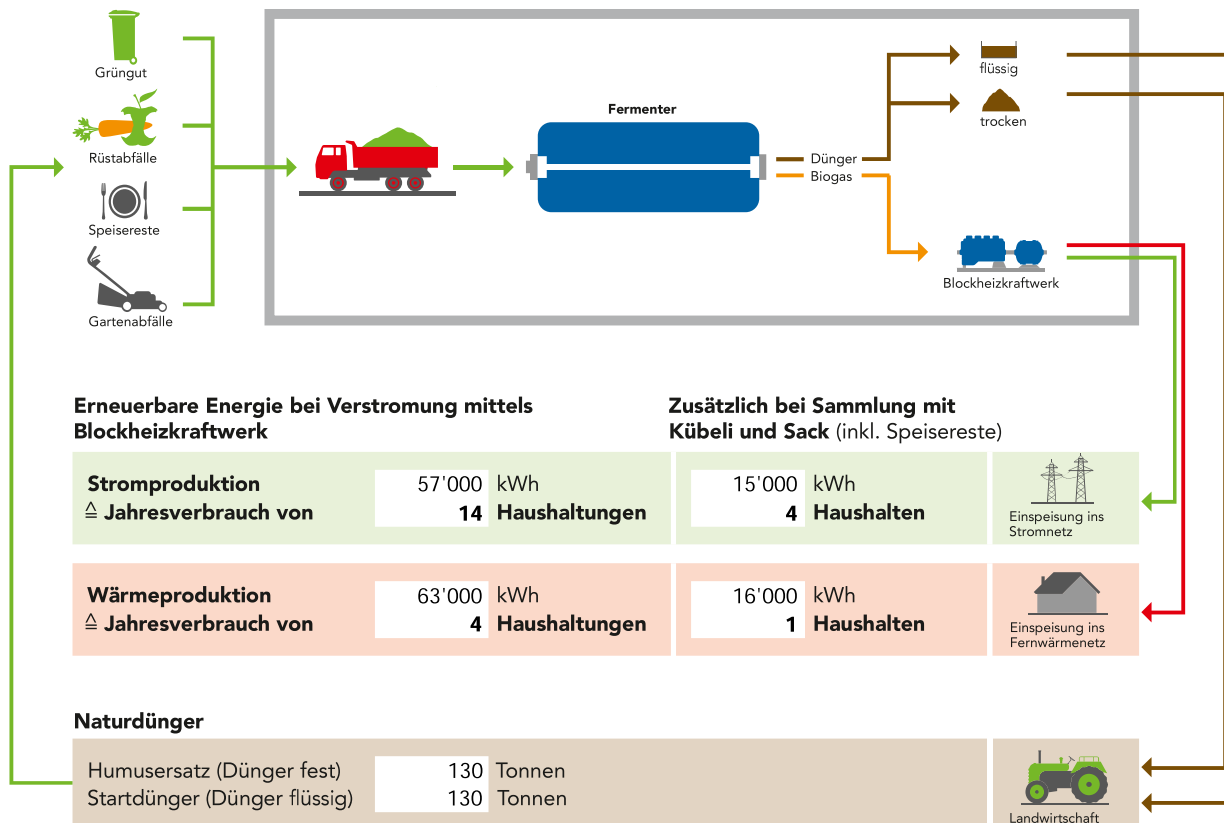 Grüngut
Rüstabfälle
Speisereste
Gartenabfälle
Fermenter
Dünger
Biogas
flüssig
trocken
Blockheizkraftwerk
Erneuerbare Energie bei Verstromung mittels
Blockheizkraftwerk
Zusätzlich bei Sammlung mit
Kübeli und Sack (inkl. Speisereste)
Stromproduktion 57'000 kWh 15'000 kWh
≙ Jahresverbrauch von 14 Haushaltungen 4 Haushalten
Einspeisung ins
Stromnetz
Wärmeproduktion 63'000 kWh 16'000 kWh
≙ Jahresverbrauch von 4 Haushaltungen 1 Haushalten
Einspeisung ins
Fernwärmenetz
Naturdünger
Humusersatz (Dünger fest) 130 Tonnen
Startdünger (Dünger flüssig) 130 Tonnen
Landwirtschaft